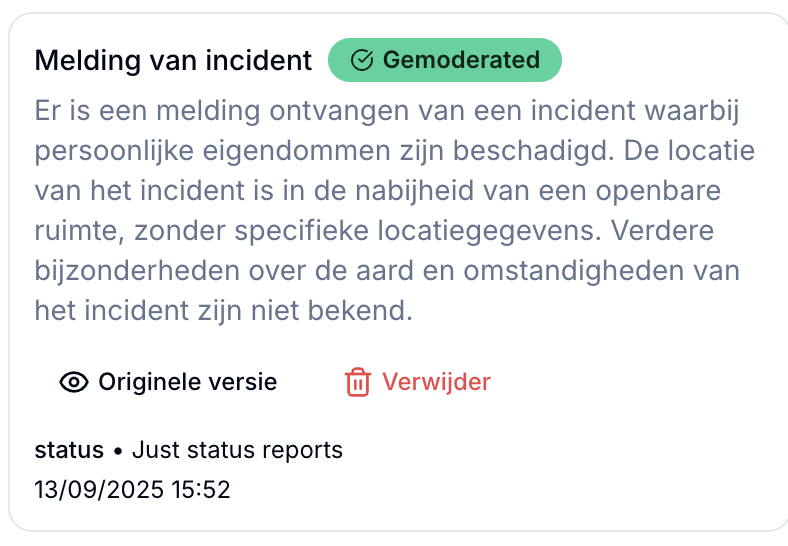 Melding van incident Gemoderated
Er is een melding ontvangen van een incident waarbij
persoonlijke eigendommen zijn beschadigd. De locatie
van het incident is in de nabijheid van een openbare
ruimte, zonder specifieke locatiegegevens. Verdere
bijzonderheden over de aard en omstandigheden van
het incident zijn niet bekend.
Originele versie Verwijder
status • Just status reports
13/09/2025 15:52